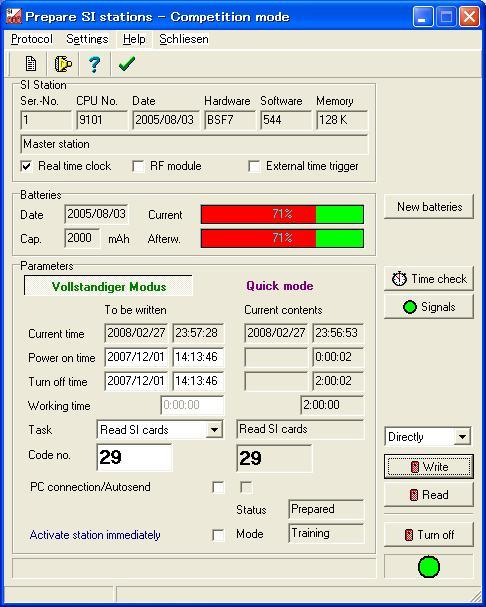 Prepare SI stations - Competition mode
Protocol Settings Help Schliesen
SI Station
Ser.-No. CPU No. Date Hardware Software Memory
1 9101 2005/08/03 BSF7 544 128 K
Master station
Real time clock RF module External time trigger
Batteries
Date 2005/08/03 Current 71% New batteries
Cap. 2000 mAh Afterw. 71%
Parameters
Vollstandiger Modus Quick mode Time check
To be written Current contents Signals
Current time 2008/02/27 23:57:28 2008/02/27 23:56:53
Power on time 2007/12/01 14:13:46 0:00:02
Turn off time 2007/12/01 14:13:46 2:00:02
Working time 0:00:00 2:00:00
Task Read SI cards Read SI cards Directly
Code no. 29 29 Write
PC connection/Autosend Read
Status Prepared
Activate station immediately Mode Training Turn off